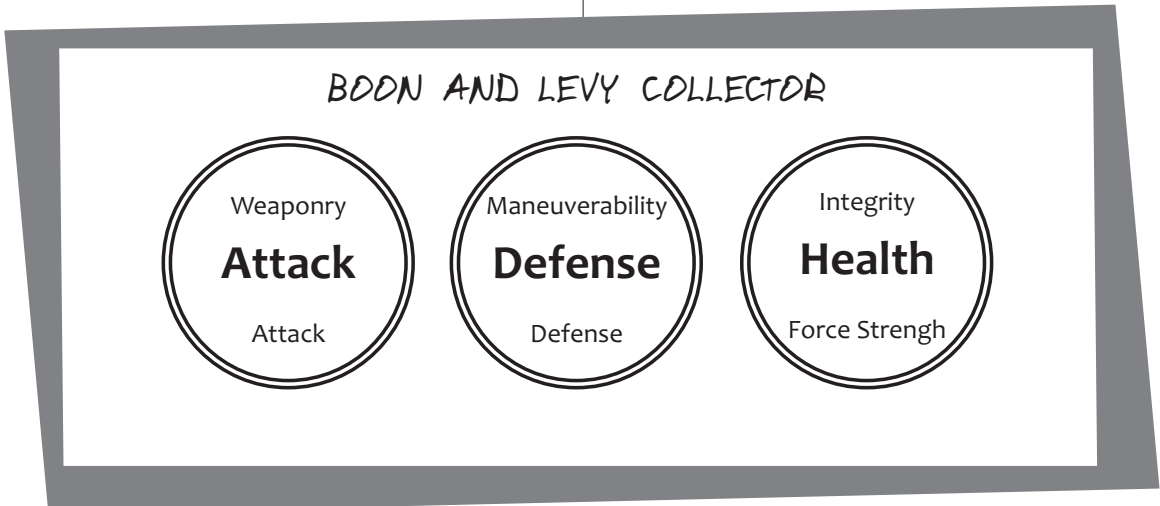 BOON AND LEVY COLLECTOR
Weaponry
Attack
Attack
Maneuverability
Defense
Defense
Integrity
Health
Force Strengh